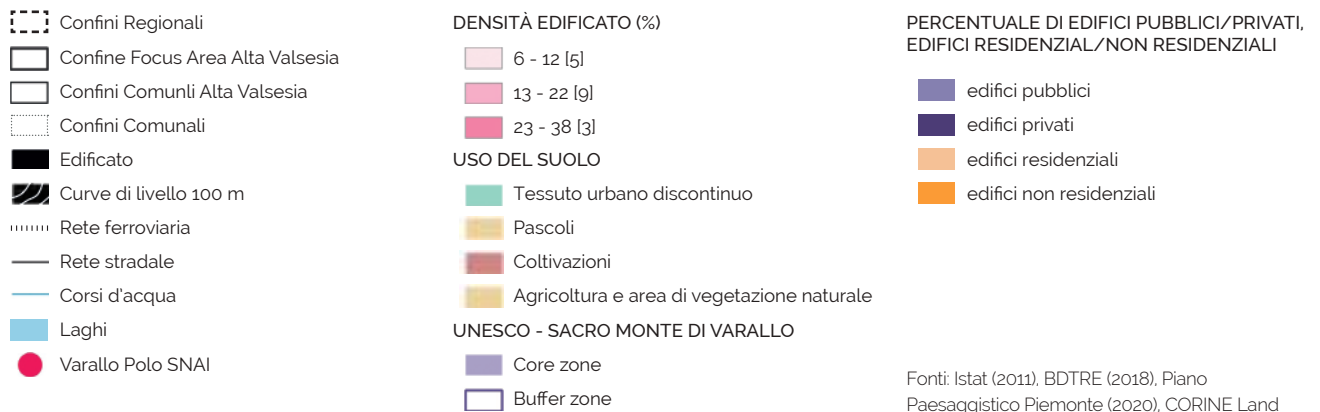 Confini Regionali
Confine Focus Area Alta Valsesia
Confini Comunli Alta Valsesia
Confini Comunali
Edificato
Curve di livello 100 m
Rete ferroviaria
Rete stradale
Corsi d'acqua
Laghi
Varallo Polo SNAI
DENSITÀ EDIFICATO (%)
6 - 12 [5]
13 - 22 [9]
23 - 38 [3]
USO DEL SUOLO
Tessuto urbano discontinuo
Pascoli
Coltivazioni
Agricoltura e area di vegetazione naturale
UNESCO - SACRO MONTE DI VARALLO
Core zone
Buffer zone
PERCENTUALE DI EDIFICI PUBBLICI/PRIVATI,
EDIFICI RESIDENZIAL/NON RESIDENZIALI
edifici pubblici
edifici privati
edifici residenziali
edifici non residenziali
Fonti: Istat (2011), BDTRE (2018), Piano
Paesaggistico Piemonte (2020), CORINE Land